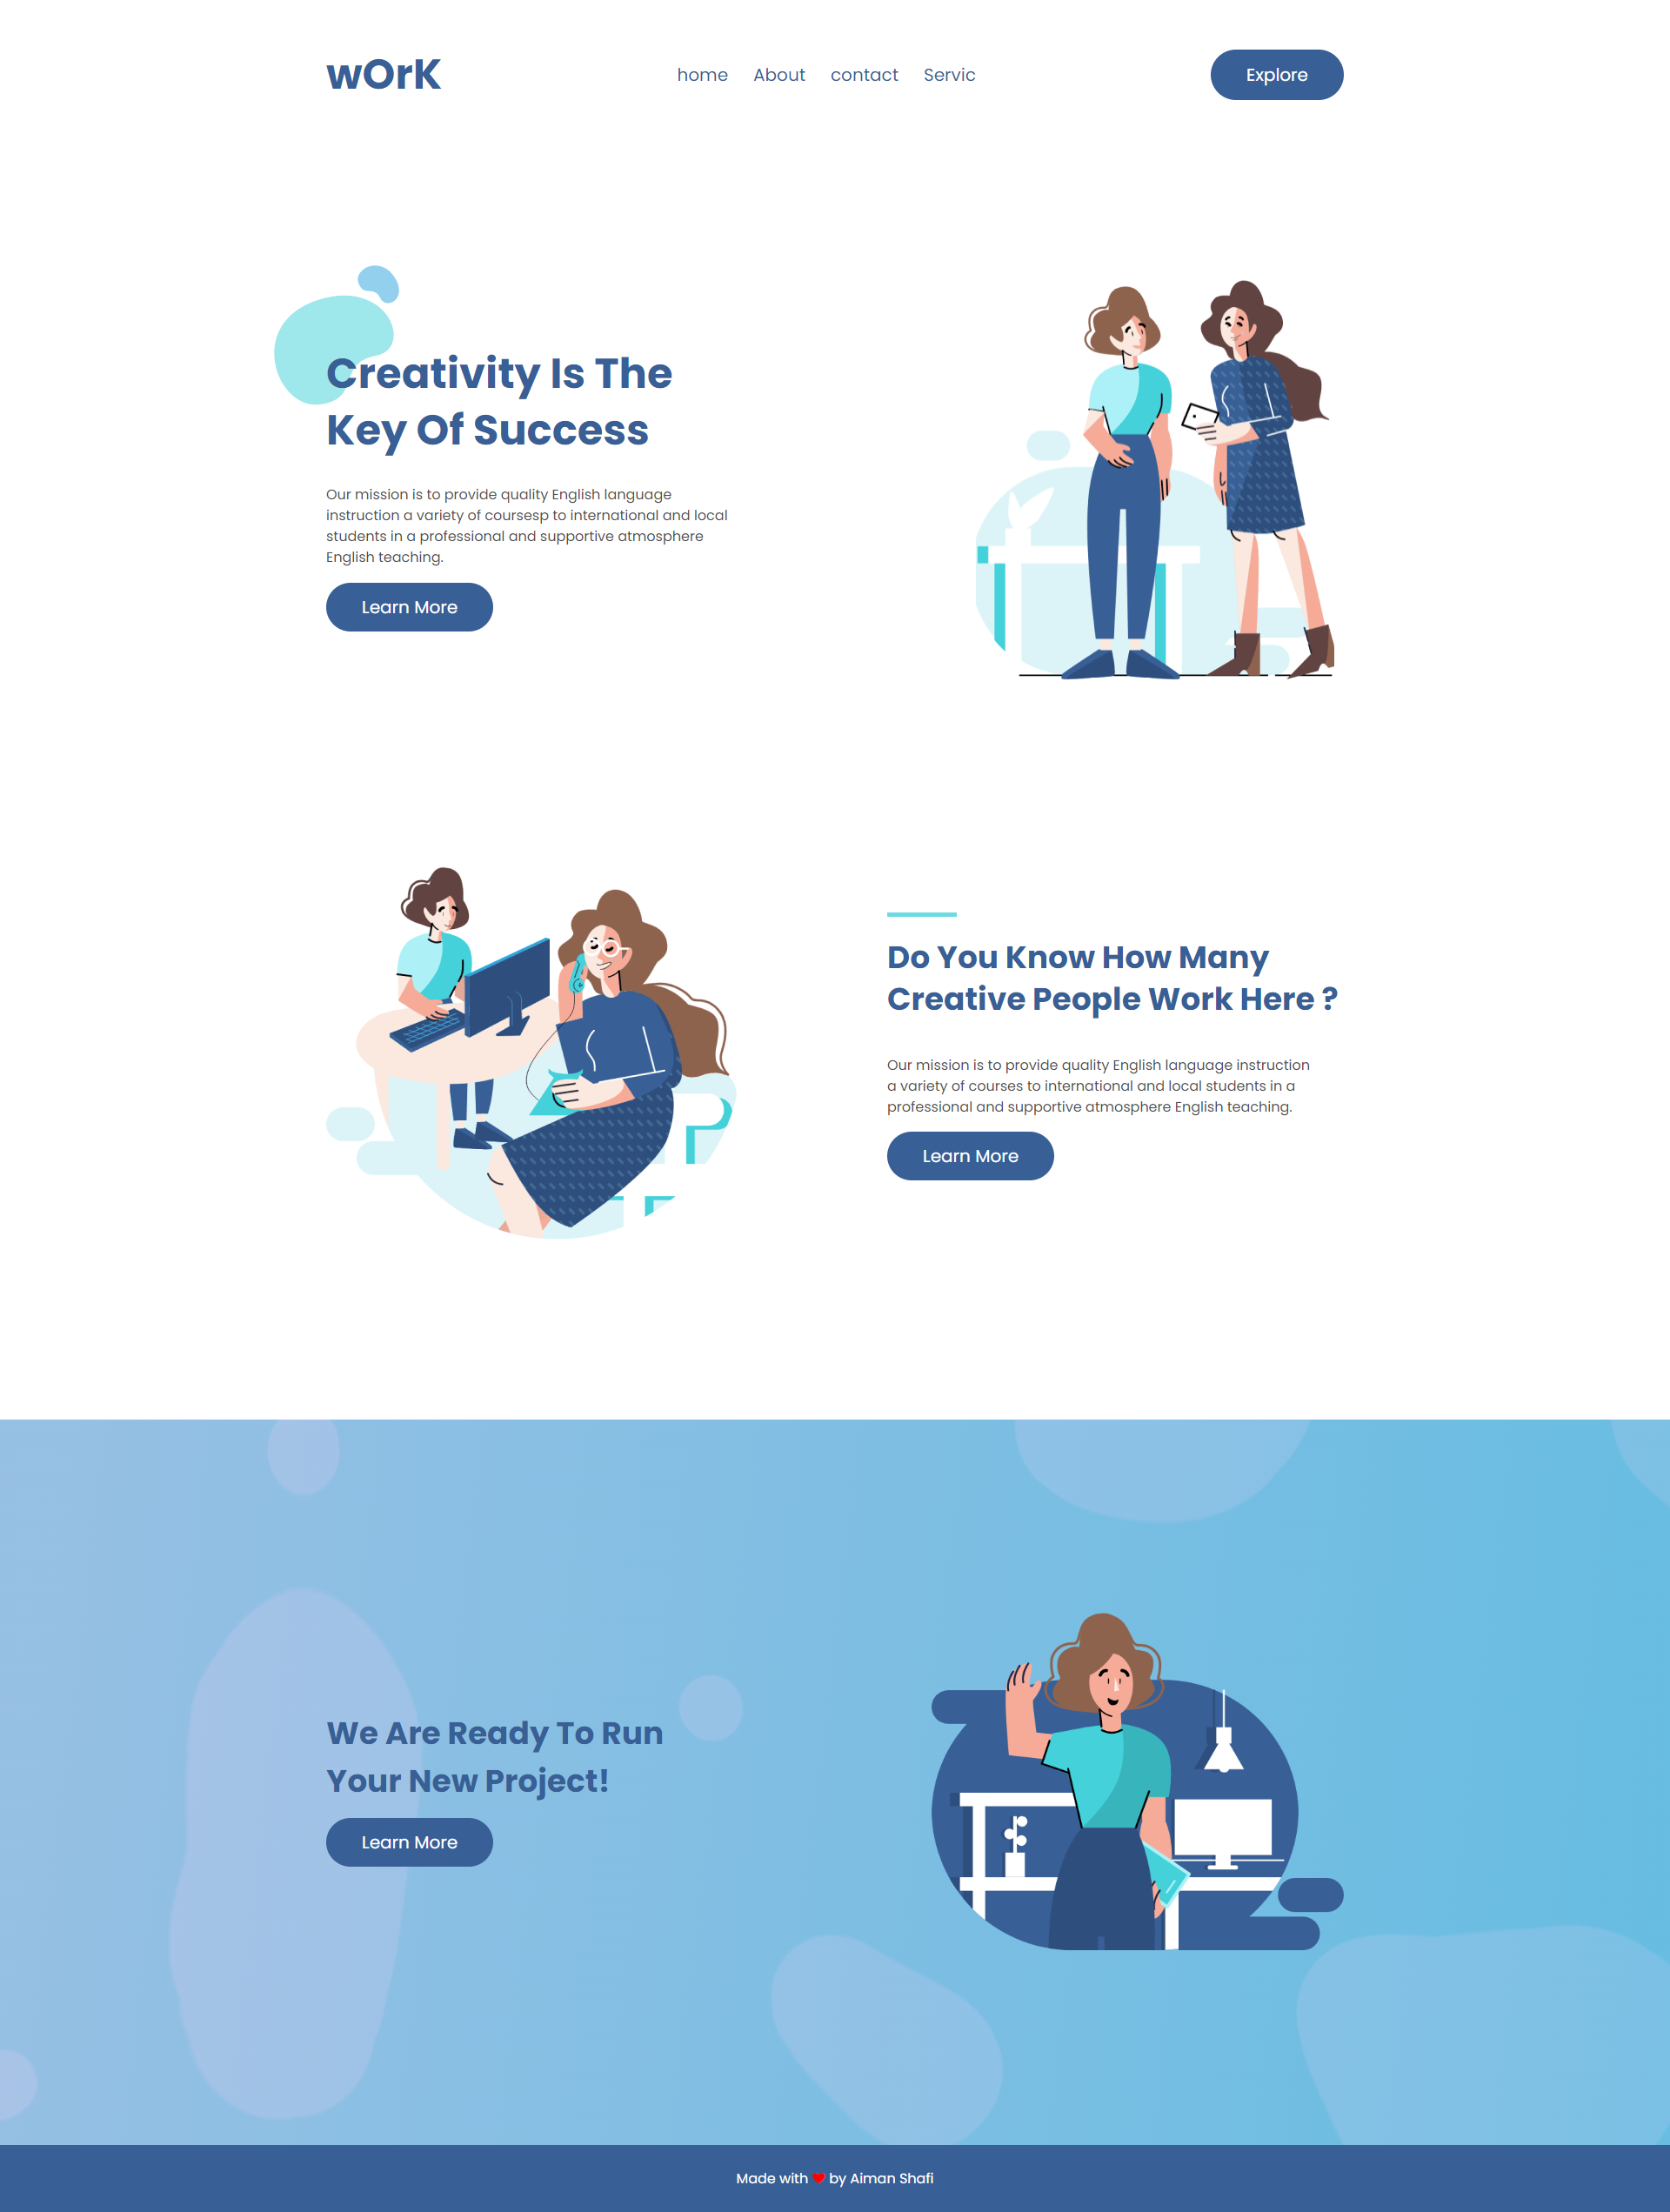 wOrK
home About contact Servic
Explore
Creativity Is The
Key Of Success
Our mission is to provide quality English language
instruction a variety of coursesp to international and local
students in a professional and supportive atmosphere
English teaching.
Learn More
Do You Know How Many
Creative People Work Here ?
Our mission is to provide quality English language instruction
a variety of courses to international and local students in a
professional and supportive atmosphere English teaching.
Learn More
We Are Ready To Run
Your New Project!
Learn More
Made with ❤ by Aiman Shafi